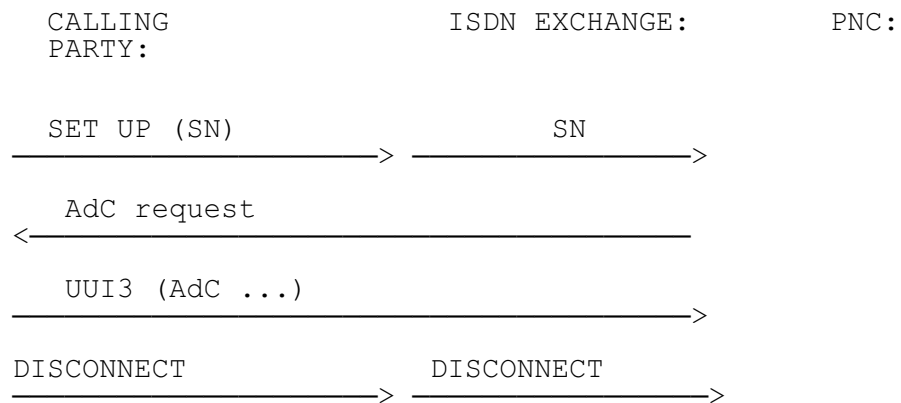 CALLING ISDN EXCHANGE: PNC:
PARTY:
SET UP (SN) SN
AdC request
UUI3 (AdC ...)
DISCONNECT DISCONNECT